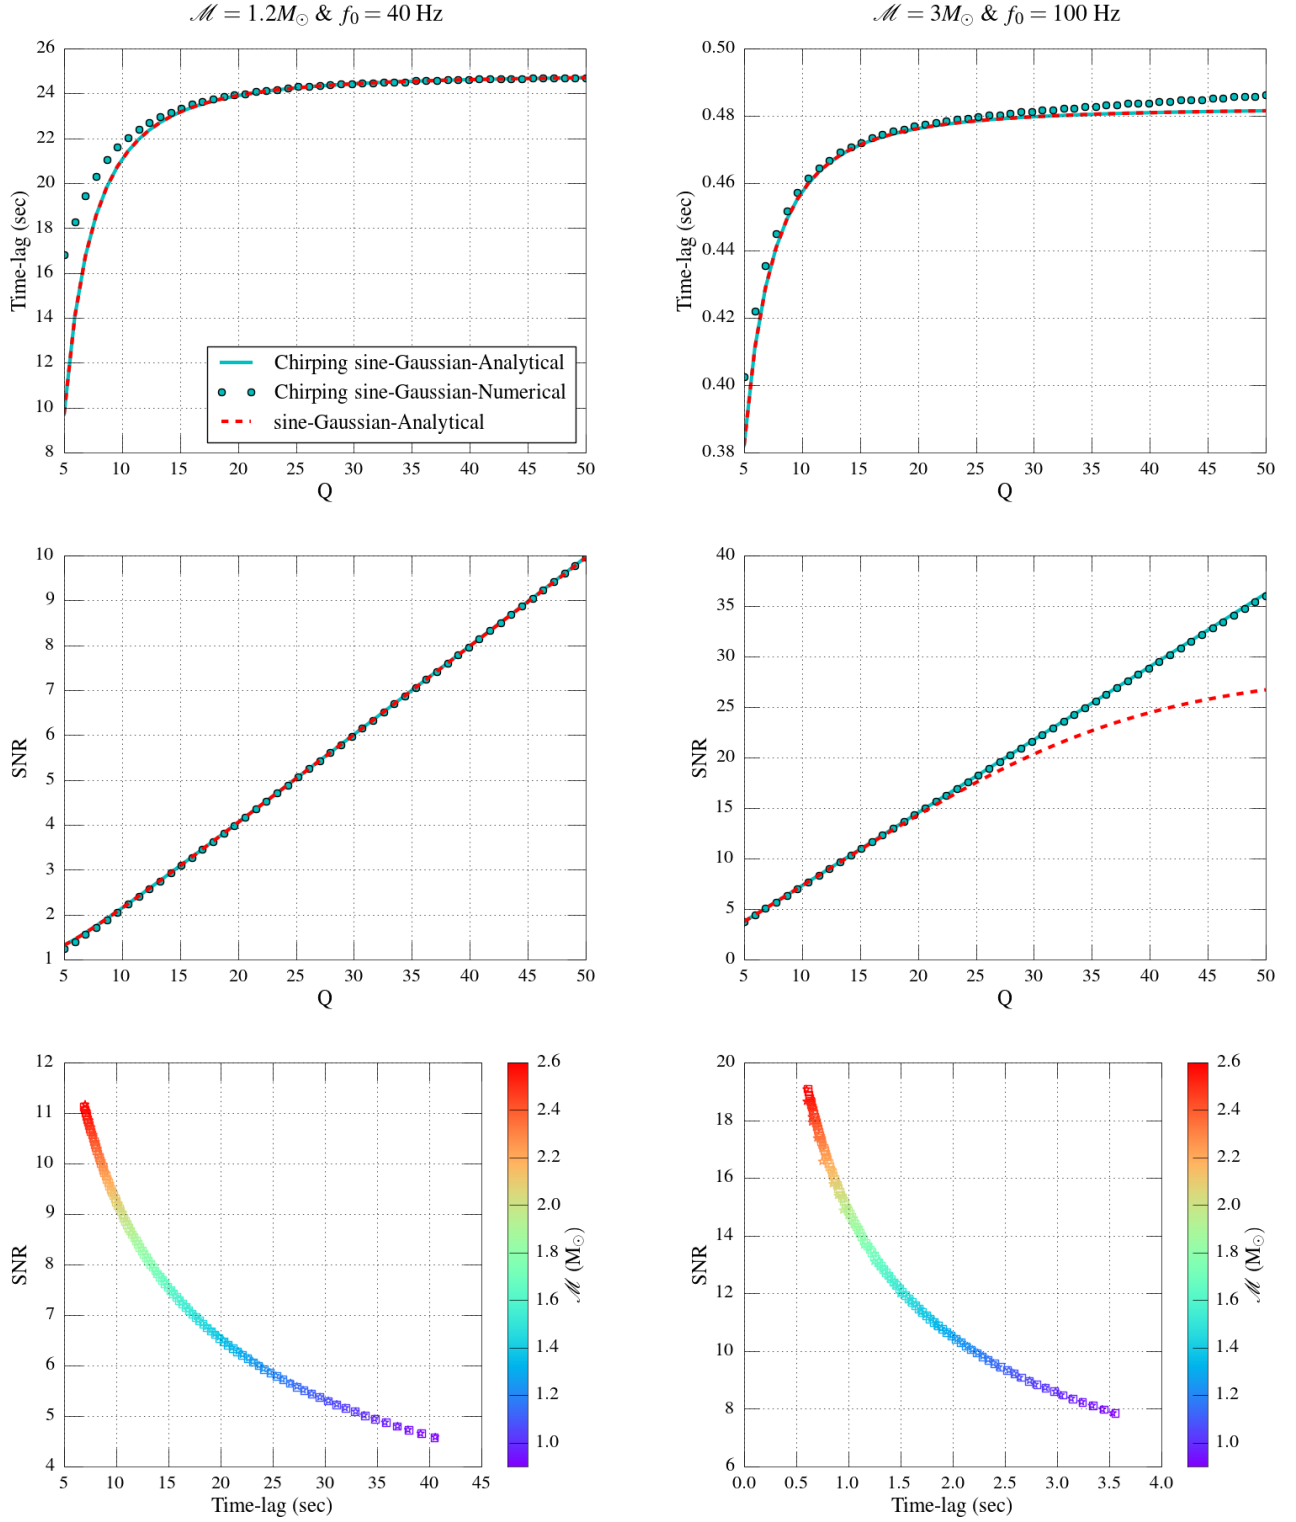 ℳ = 1.2M⊙ & f₀ = 40 Hz
ℳ = 3M⊙ & f₀ = 100 Hz
26
24
22
20
18
16
14
12
10
8
Time-lag (sec)
Chirping sine-Gaussian-Analytical
Chirping sine-Gaussian-Numerical
sine-Gaussian-Analytical
5 10 15 20 25 30 35 40 45 50
Q
0.50
0.48
0.46
0.44
0.42
0.40
0.38
Time-lag (sec)
5 10 15 20 25 30 35 40 45 50
Q
10
9
8
7
6
5
4
3
2
1
SNR
5 10 15 20 25 30 35 40 45 50
Q
40
35
30
25
20
15
10
5
0
SNR
5 10 15 20 25 30 35 40 45 50
Q
12
11
10
9
8
7
6
5
4
SNR
5 10 15 20 25 30 35 40 45
Time-lag (sec)
2.6
2.4
2.2
2.0
1.8
1.6
1.4
1.2
1.0
ℳ (M⊙)
20
18
16
14
12
10
8
6
SNR
0.0 0.5 1.0 1.5 2.0 2.5 3.0 3.5 4.0
Time-lag (sec)
2.6
2.4
2.2
2.0
1.8
1.6
1.4
1.2
1.0
ℳ (M⊙)